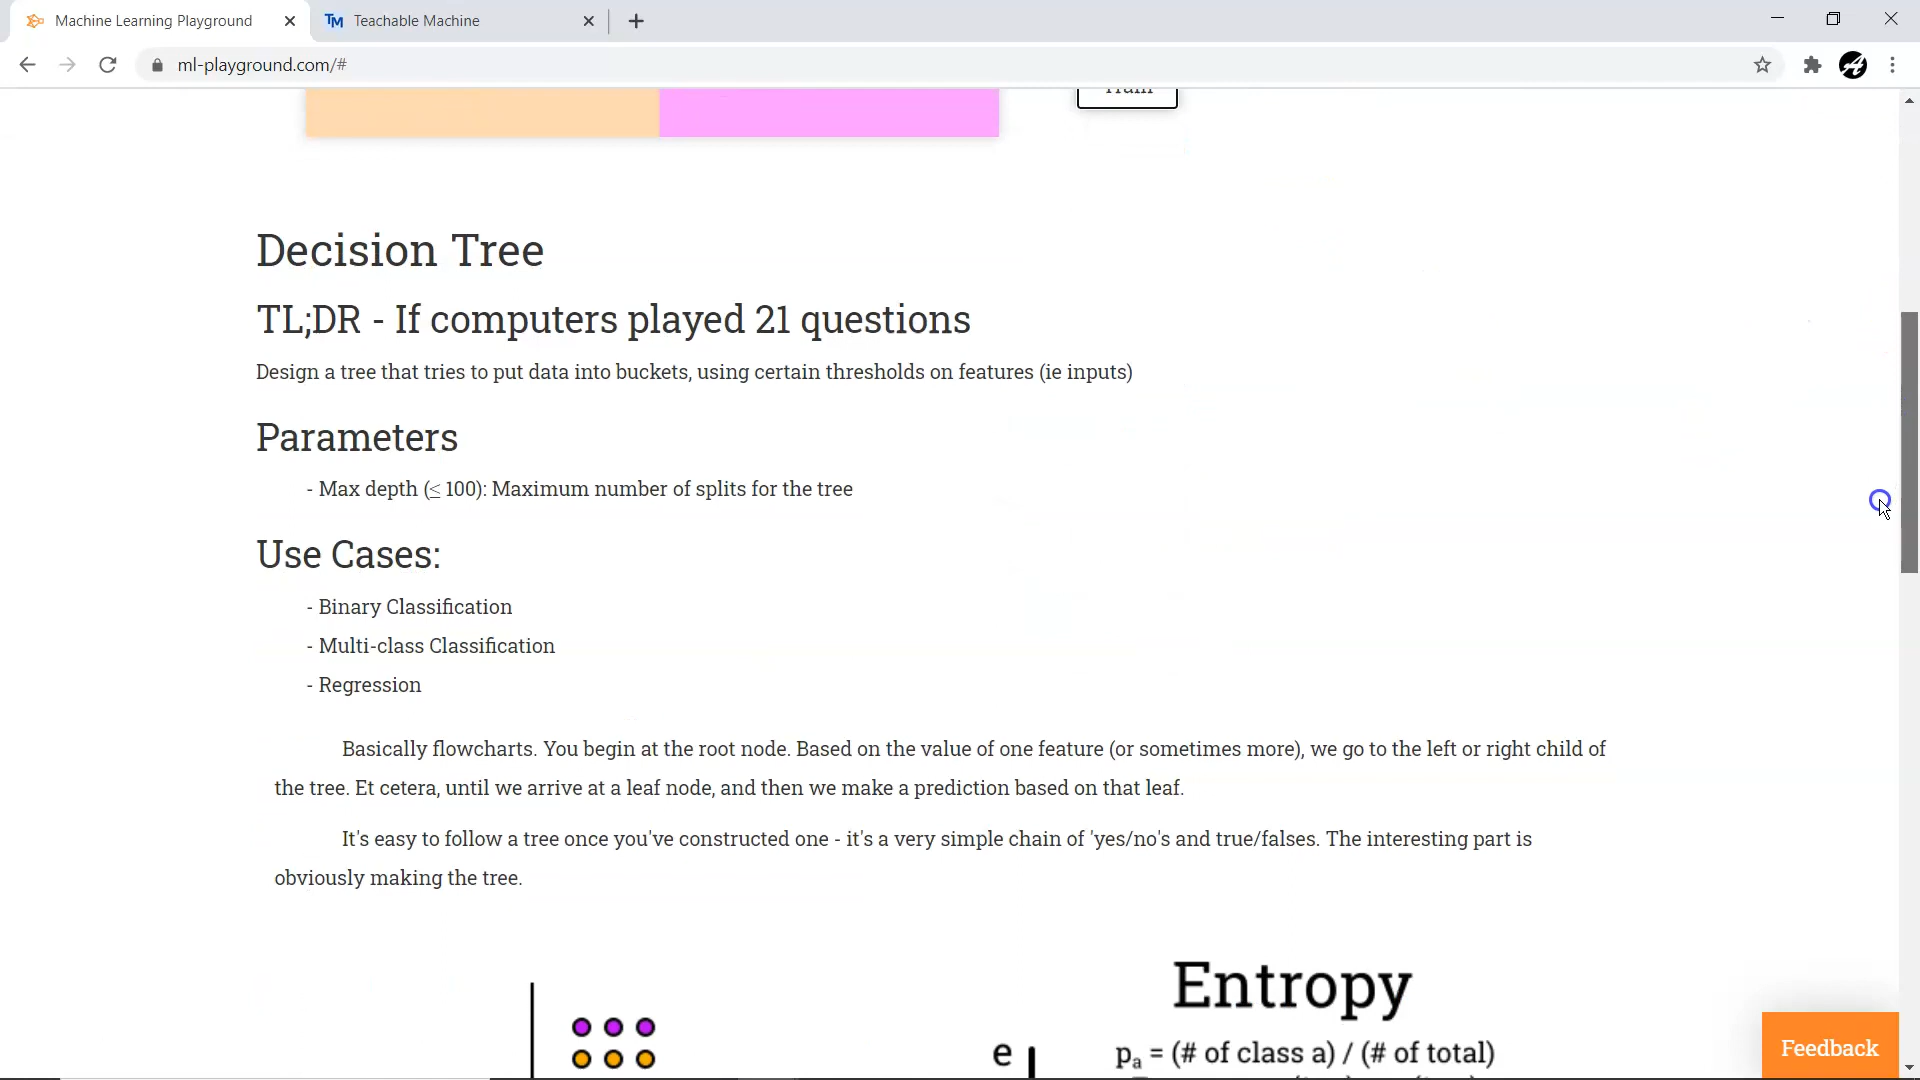 Machine Learning Playground
Teachable Machine
ml-playground.com/#
Train
Decision Tree
TL;DR - If computers played 21 questions
Design a tree that tries to put data into buckets, using certain thresholds on features (ie inputs)
Parameters
- Max depth (≤ 100): Maximum number of splits for the tree
Use Cases:
- Binary Classification
- Multi-class Classification
- Regression
Basically flowcharts. You begin at the root node. Based on the value of one feature (or sometimes more), we go to the left or right child of
the tree. Et cetera, until we arrive at a leaf node, and then we make a prediction based on that leaf.
It's easy to follow a tree once you've constructed one - it's a very simple chain of 'yes/no's and true/falses. The interesting part is
obviously making the tree.
Entropy
e
pₐ = (# of class a) / (# of total)
Feedback